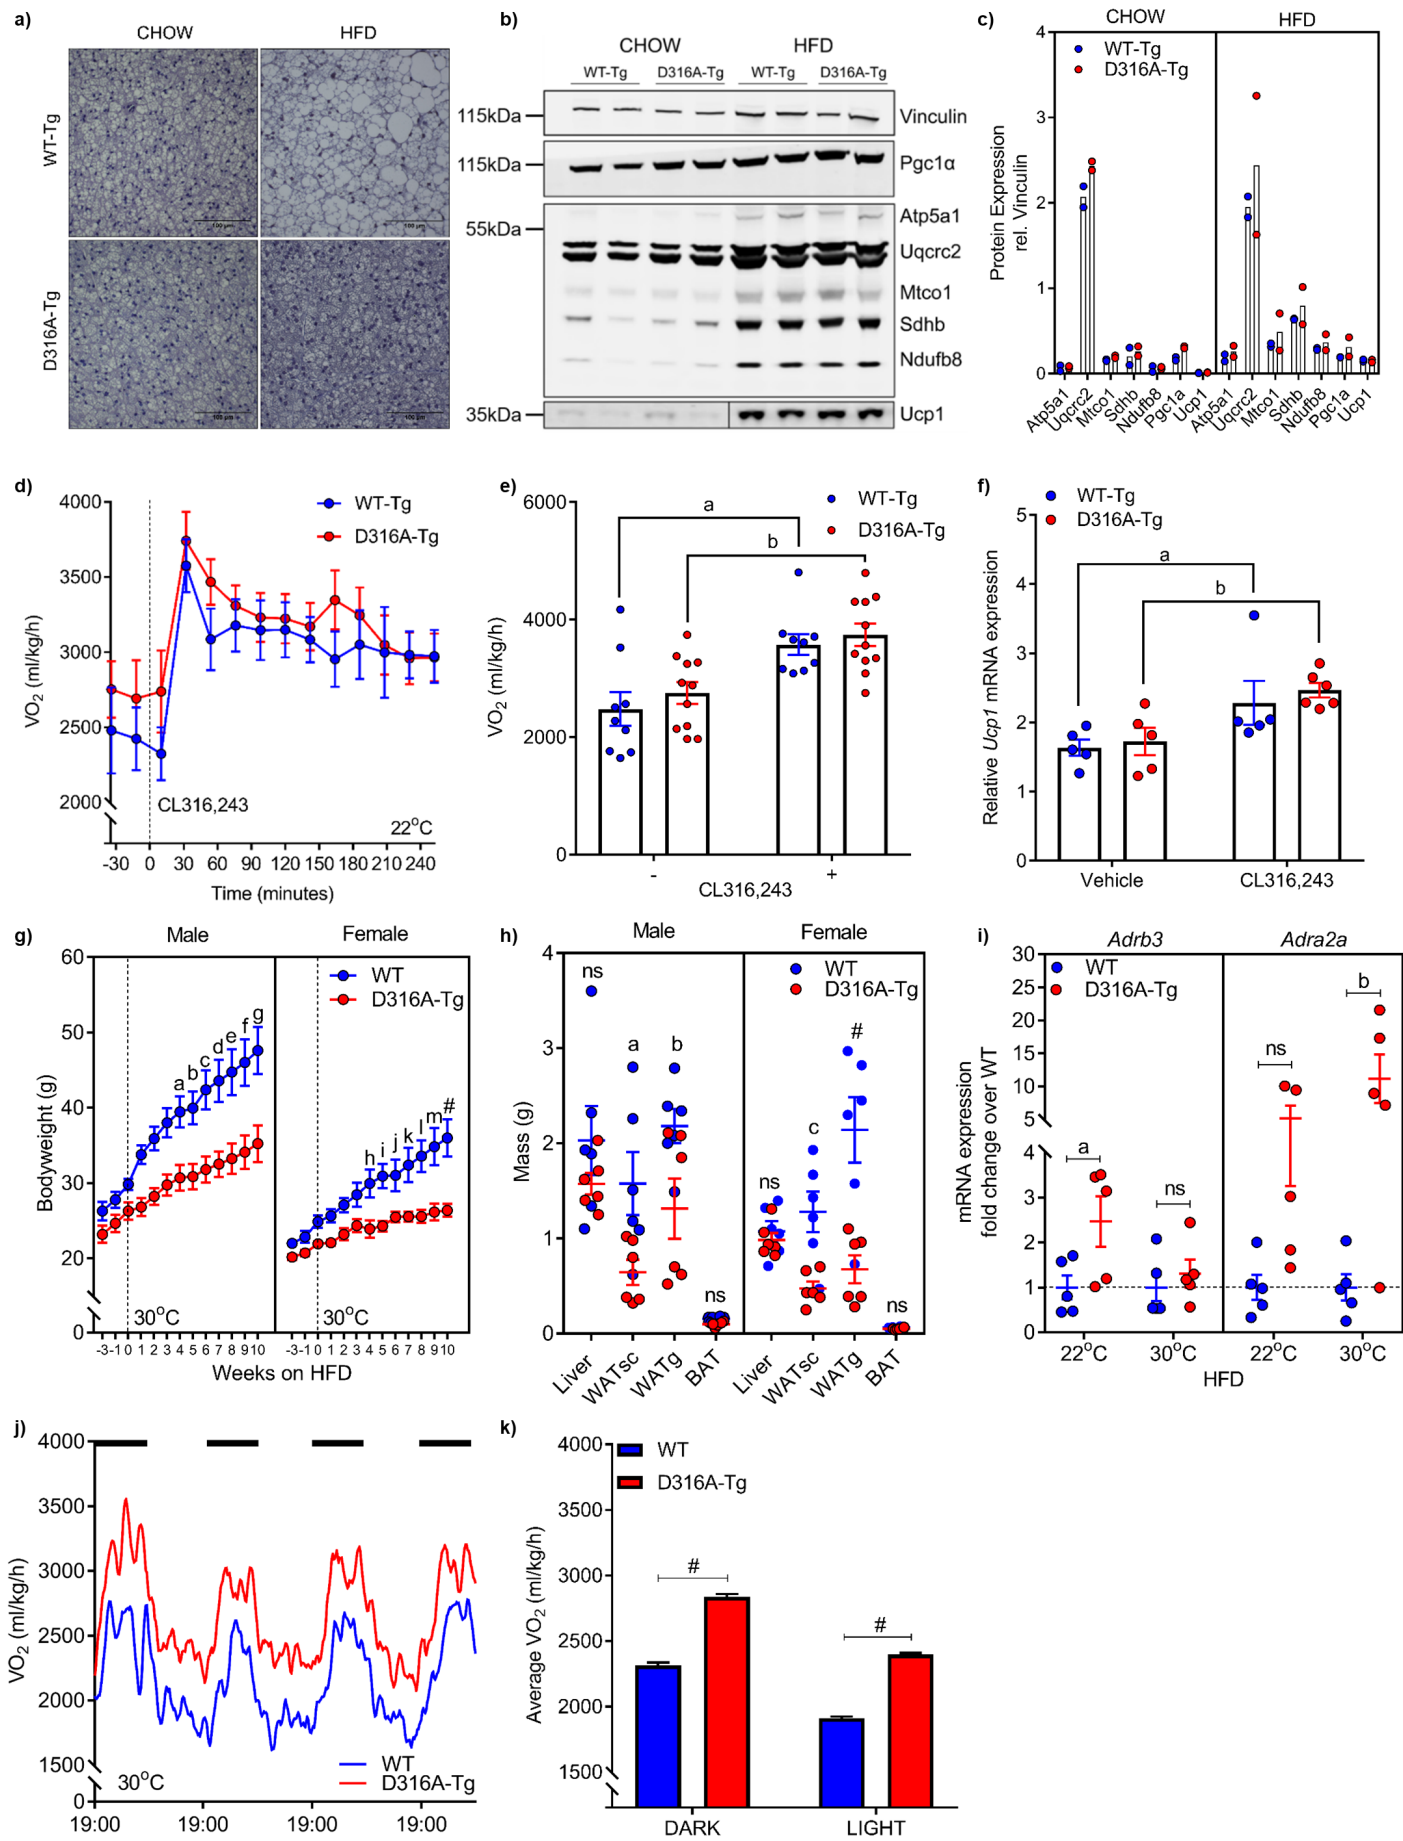 a)
CHOW
HFD
WT-Tg
D316A-Tg
100 µm
100 µm
100 µm
100 µm
b)
CHOW
HFD
WT-Tg
D316A-Tg
WT-Tg
D316A-Tg
115kDa
Vinculin
115kDa
Pgc1α
Atp5a1
55kDa
Uqcrc2
Mtco1
Sdhb
Ndufb8
35kDa
Ucp1
c)
CHOW
HFD
WT-Tg
D316A-Tg
Protein Expression
rel. Vinculin
4
3
2
1
0
Atp5a1
Uqcrc2
Mtco1
Sdhb
Ndufb8
Pgc1a
Ucp1
Atp5a1
Uqcrc2
Mtco1
Sdhb
Ndufb8
Pgc1a
Ucp1
d)
WT-Tg
D316A-Tg
VO2 (ml/kg/h)
4000
3500
3000
2500
2000
CL316,243
22°C
-30 0 30 60 90 120 150 180 210 240
Time (minutes)
e)
WT-Tg
D316A-Tg
a
b
VO2 (ml/kg/h)
6000
4000
2000
0
- +
CL316,243
f)
WT-Tg
D316A-Tg
a
b
Relative Ucp1 mRNA expression
5
4
3
2
1
0
Vehicle
CL316,243
g)
Male
Female
WT
D316A-Tg
Bodyweight (g)
60
50
40
30
20
0
a b c d e f g
h i j k l m #
30°C
30°C
-3 -1 0 1 2 3 4 5 6 7 8 9 10
-3 -1 0 1 2 3 4 5 6 7 8 9 10
Weeks on HFD
h)
Male
Female
WT
D316A-Tg
Mass (g)
4
3
2
1
0
ns
a
b
ns
ns
c
#
ns
Liver
WATsc
WATg
BAT
Liver
WATsc
WATg
BAT
i)
Adrb3
Adra2a
WT
D316A-Tg
mRNA expression
fold change over WT
30
25
20
15
10
5
4
3
2
1
0
a
ns
ns
b
22°C
30°C
22°C
30°C
HFD
j)
VO2 (ml/kg/h)
4000
3500
3000
2500
2000
1500
0
WT
D316A-Tg
30°C
19:00
19:00
19:00
19:00
k)
WT
D316A-Tg
Average VO2 (ml/kg/h)
4000
3500
3000
2500
2000
1500
#
#
DARK
LIGHT